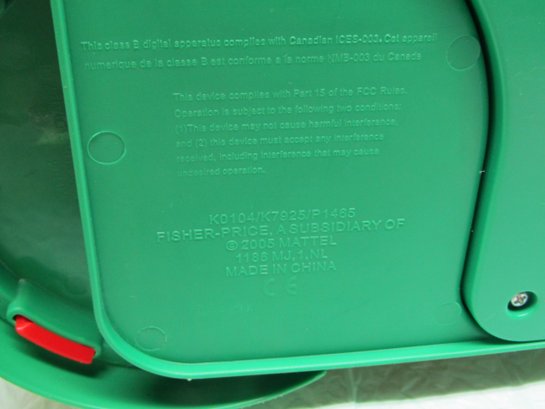 This class B digital apparatus complies with Canadian ICES-003. Cet appareil
numerique de la classe B est conforme a la norme NMB-003 du Canada
This device complies with Part 15 of the FCC Rules.
Operation is subject to the following two conditions:
(1)This device may not cause harmful interference,
and (2) this device must accept any interference
received, including interference that may cause
undesired operation.
K0104/K7925/P1485
FISHER-PRICE, A SUBSIDIARY OF
© 2005 MATTEL
1186 MJ,1,NL
MADE IN CHINA
CE